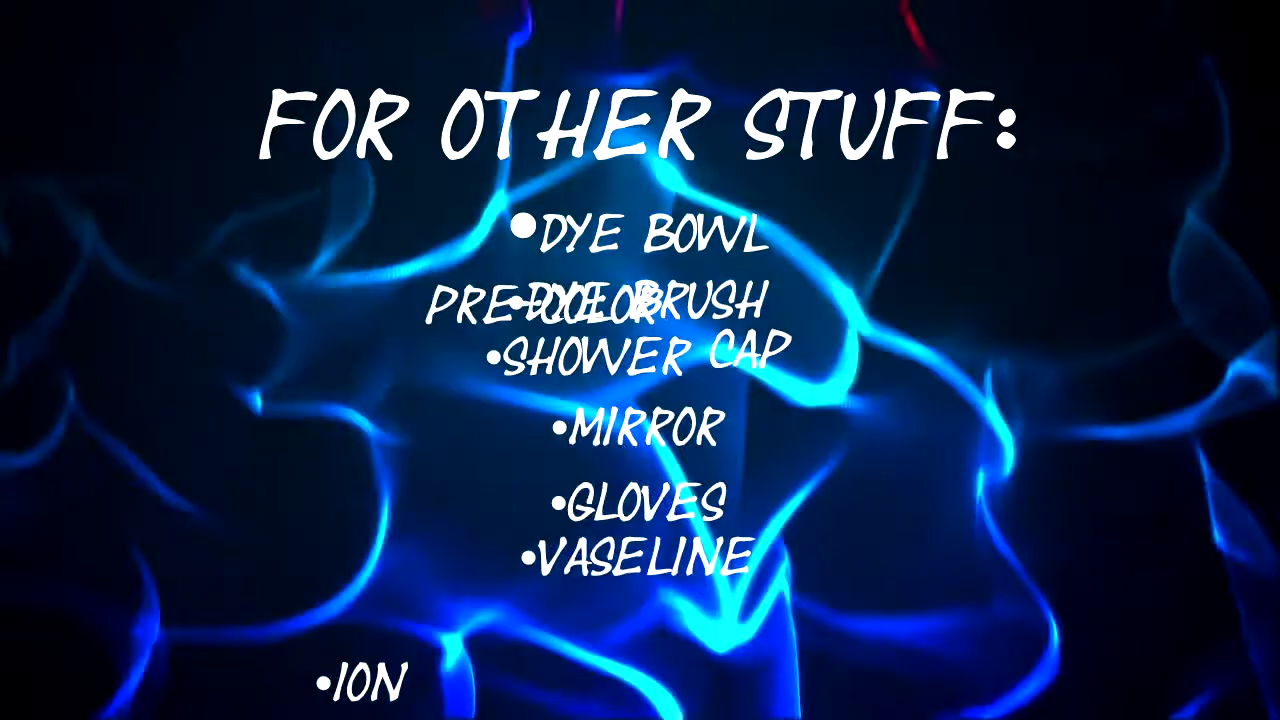 FOR OTHER STUFF:
•DYE BOWL
•DYE BRUSH
PRE-COLOR
•SHOWER CAP
•MIRROR
•GLOVES
•VASELINE
•ION